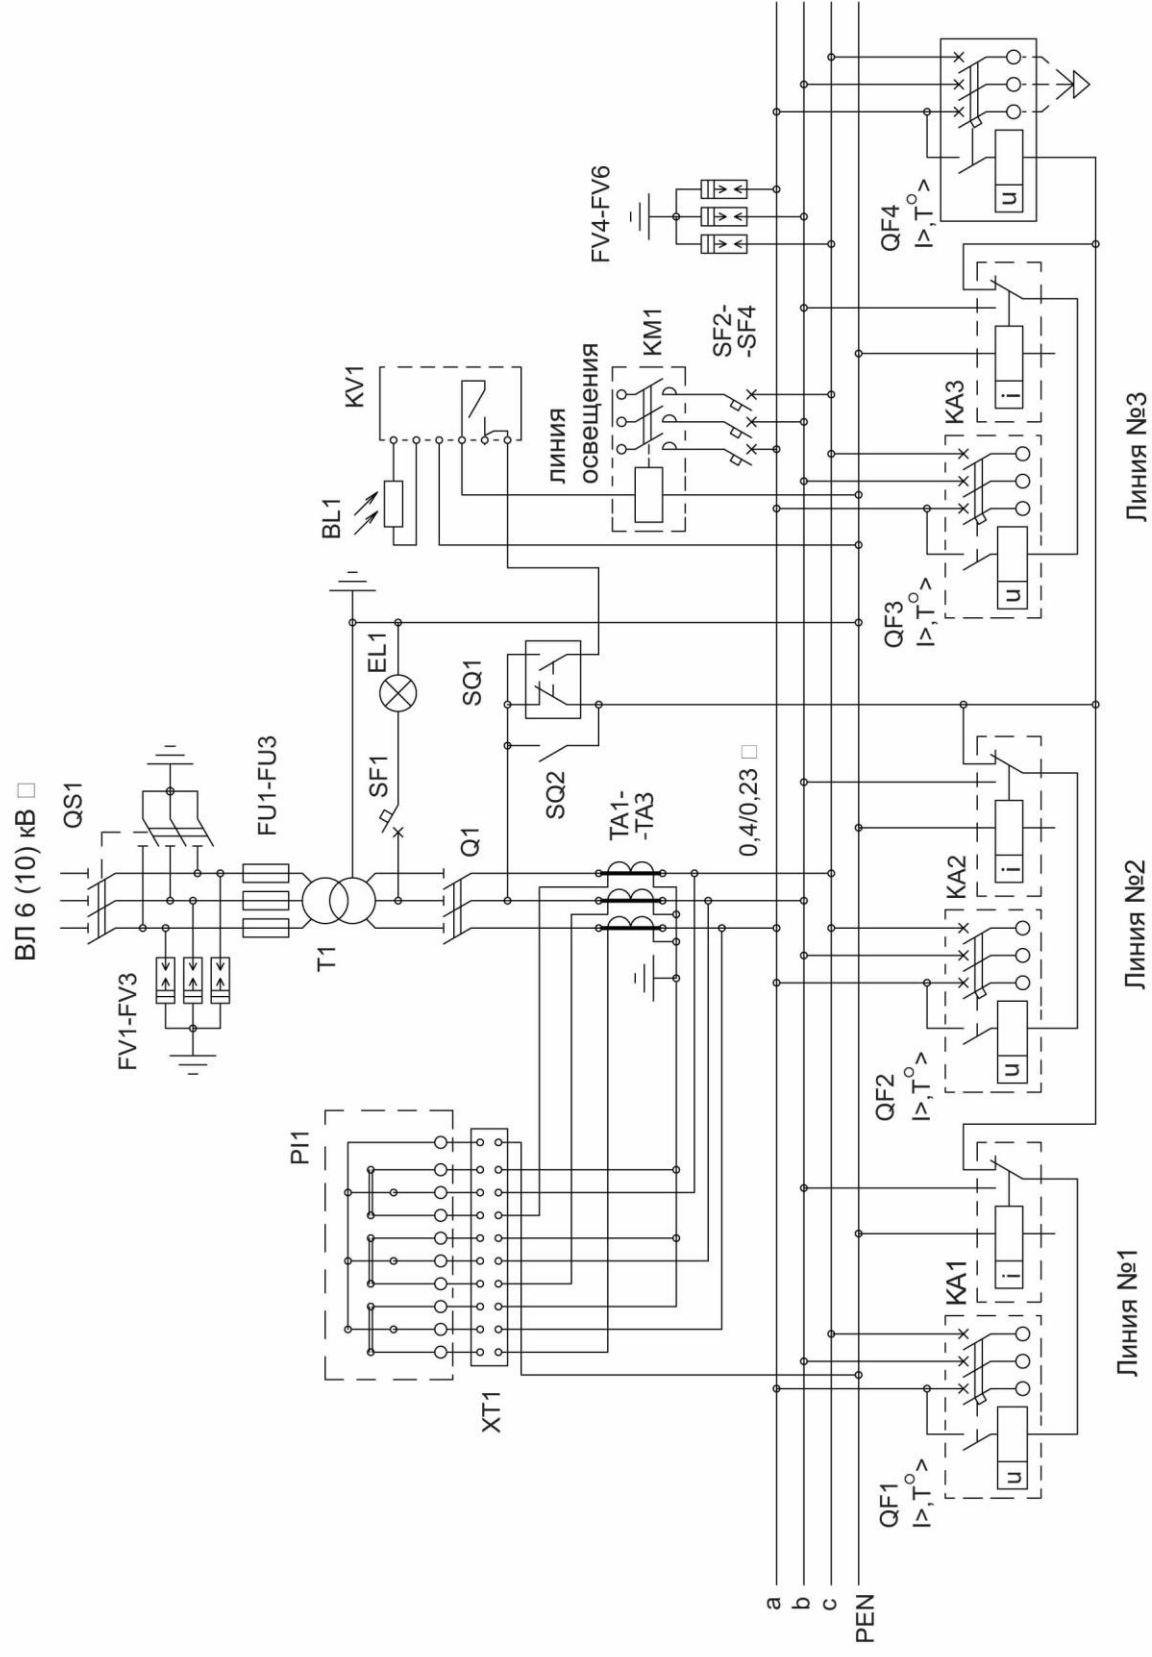 ВЛ 6 (10) кВ □
QS1
FV1-FV3
FU1-FU3
T1
SF1
EL1
BL1
KV1
Q1
SQ1
SQ2
ЛИНИЯ
ОСВЕЩЕНИЯ
KM1
SF2-
-SF4
FV4-FV6
PI1
XT1
TA1-
-TA3
0,4/0,23 □
a
b
c
PEN
QF1
I>,T°>
u
KA1
i
Линия №1
QF2
I>,T°>
u
KA2
i
Линия №2
QF3
I>,T°>
u
KA3
i
Линия №3
QF4
I>,T°>
u